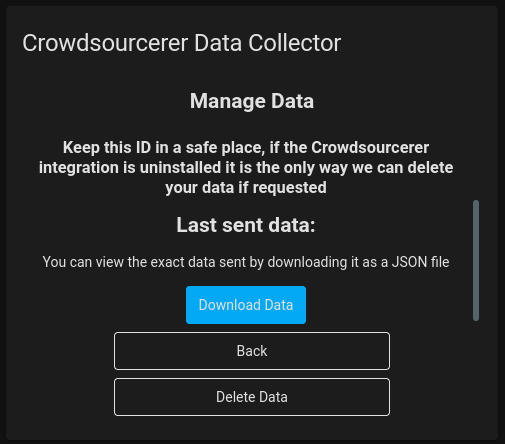 Crowdsourcerer Data Collector
Manage Data
Keep this ID in a safe place, if the Crowdsourcerer
integration is uninstalled it is the only way we can delete
your data if requested
Last sent data:
You can view the exact data sent by downloading it as a JSON file
Download Data
Back
Delete Data